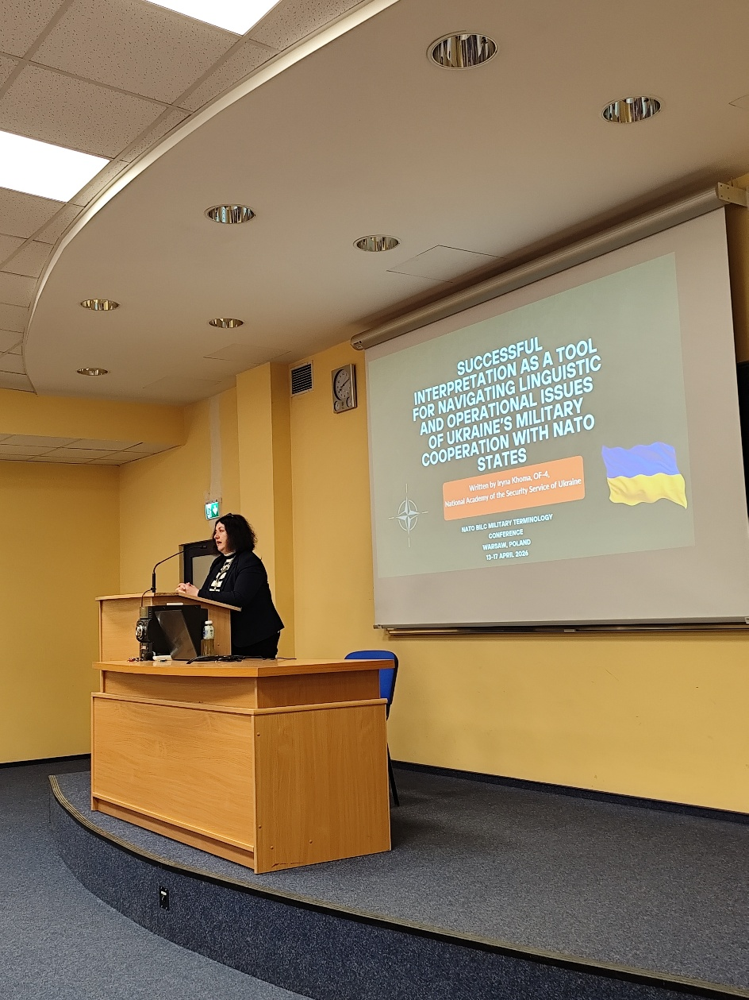 SUCCESSFUL
INTERPRETATION AS A TOOL
FOR NAVIGATING LINGUISTIC
AND OPERATIONAL ISSUES
OF UKRAINE'S MILITARY
COOPERATION WITH NATO
STATES
Written by Iryna Khoma, OF-4,
National Academy of the Security Service of Ukraine
NATO BILC MILITARY TERMINOLOGY
CONFERENCE
WARSAW, POLAND
13-17 APRIL 2026